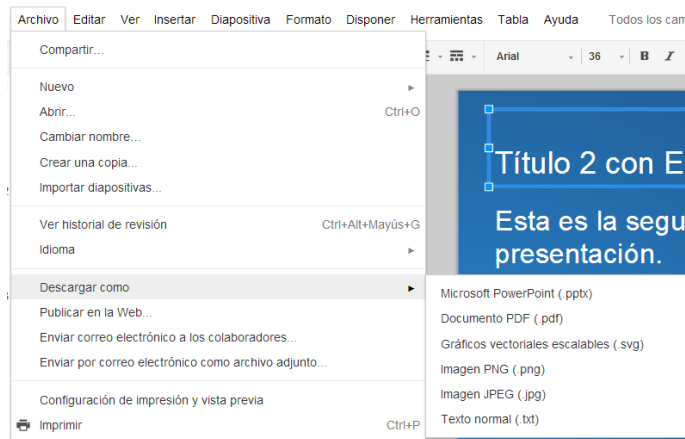 Archivo Editar Ver Insertar Diapositiva Formato Disponer Herramientas Tabla Ayuda Todos los cam
Arial 36 B I
Compartir...
Nuevo
Abrir... Ctrl+O
Cambiar nombre...
Crear una copia...
Importar diapositivas...
Ver historial de revisión Ctrl+Alt+Mayús+G
Idioma
Descargar como
Publicar en la Web...
Enviar correo electrónico a los colaboradores...
Enviar por correo electrónico como archivo adjunto...
Configuración de impresión y vista previa
Imprimir Ctrl+P
Título 2 con E
Esta es la segu
presentación.
Microsoft PowerPoint (.pptx)
Documento PDF (.pdf)
Gráficos vectoriales escalables (.svg)
Imagen PNG (.png)
Imagen JPEG (.jpg)
Texto normal (.txt)